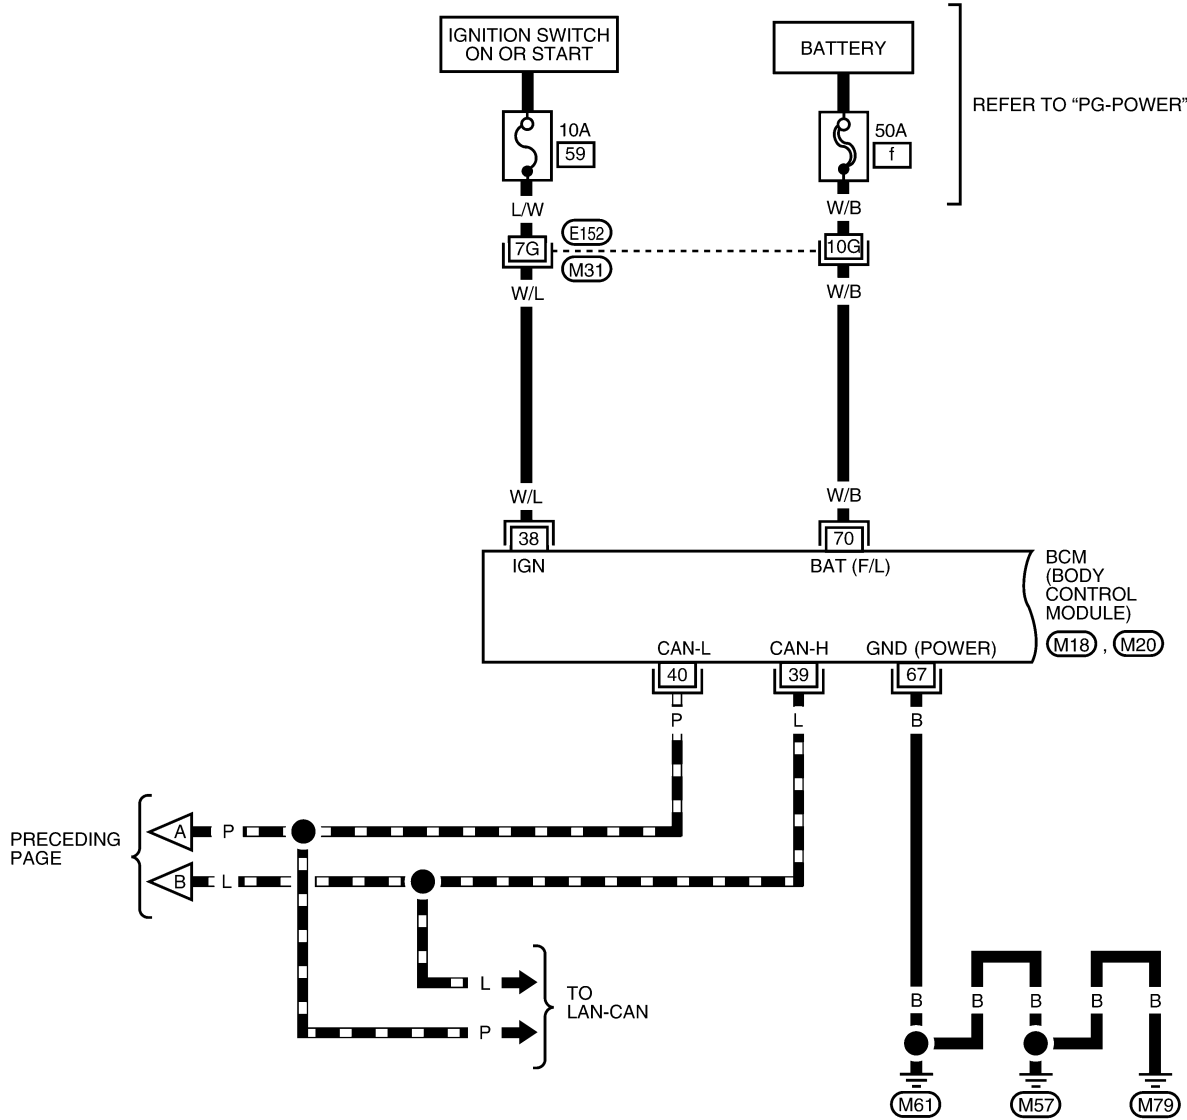 IGNITION SWITCH
ON OR START
BATTERY
REFER TO “PG-POWER”
10A
59
50A
f
L/W
W/B
7G
E152
M31
10G
W/L
W/B
W/L
W/B
38
70
IGN
BAT (F/L)
BCM
(BODY
CONTROL
MODULE)
M18 , M20
CAN-L
CAN-H
GND (POWER)
40
39
67
P
L
B
PRECEDING
PAGE
A
P
B
L
L
P
TO
LAN-CAN
B
B
B
B
B
M61
M57
M79